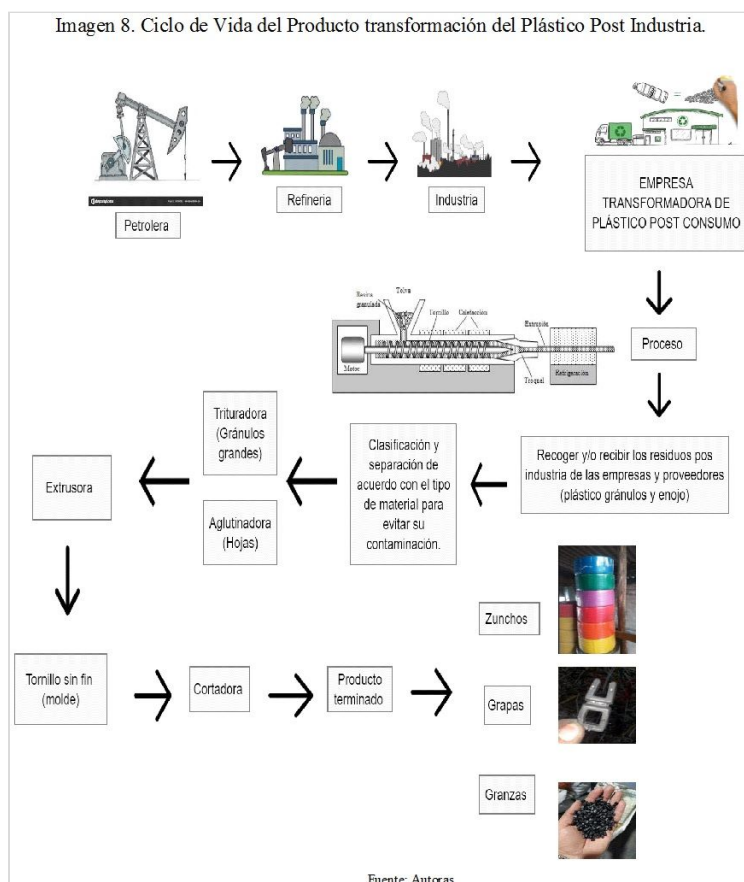 Imagen 8. Ciclo de Vida del Producto transformación del Plástico Post Industria.
Petrolera
Refineria
Industria
EMPRESA
TRANSFORMADORA DE
PLÁSTICO POST CONSUMO
Proceso
Resina
granulada
Tolva
Tornillo
Calefacción
Extrusión
Motor
Troquel
Refrigeración
Recoger y/o recibir los residuos pos
industria de las empresas y proveedores
(plástico gránulos y enojo)
Clasificación y
separación de
acuerdo con el tipo
de material para
evitar su
contaminación.
Trituradora
(Gránulos
grandes)
Aglutinadora
(Hojas)
Extrusora
Tornillo sin fin
(molde)
Cortadora
Producto
terminado
Zunchos
Grapas
Granzas
Fuente: Autoras